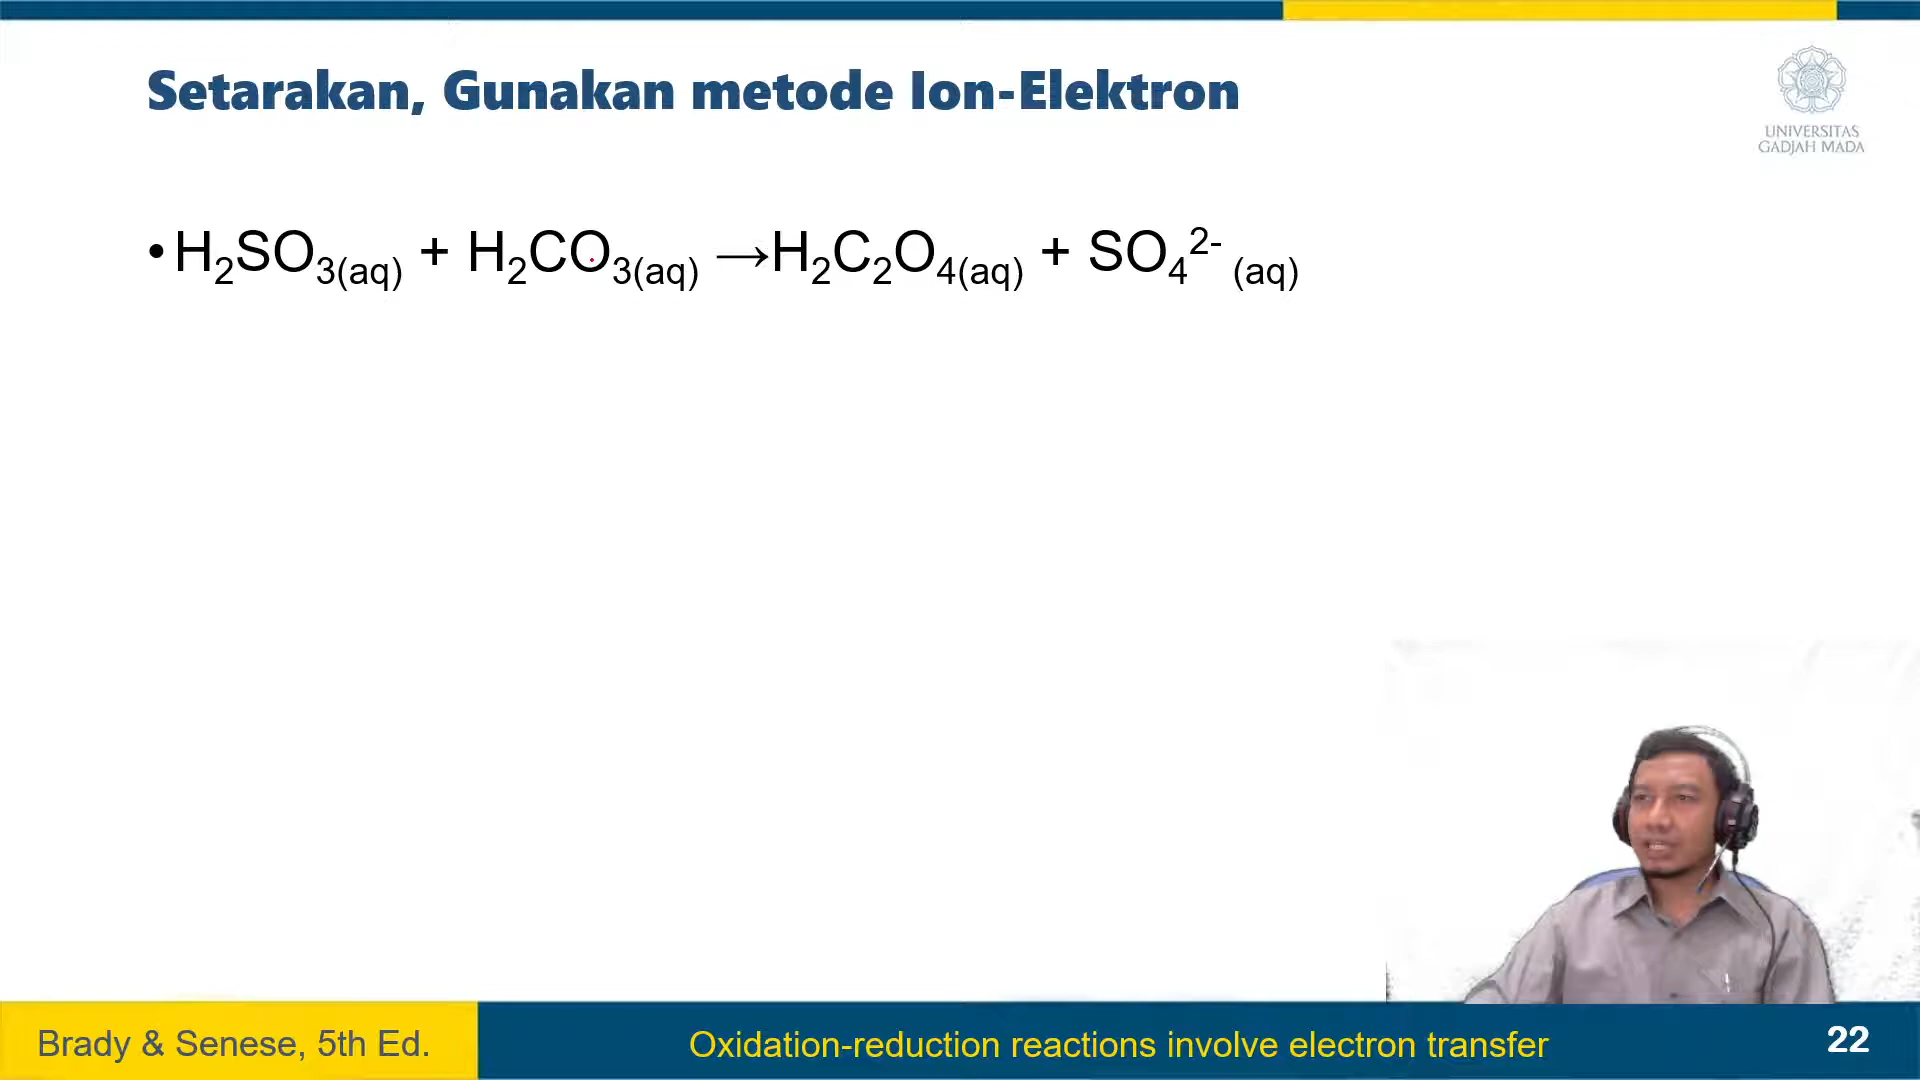 Setarakan, Gunakan metode Ion-Elektron
UNIVERSITAS
GADJAH MADA
•H₂SO₃(aq) + H₂CO₃(aq) →H₂C₂O₄(aq) + SO₄²⁻ (aq)
Brady & Senese, 5th Ed.
Oxidation-reduction reactions involve electron transfer
22